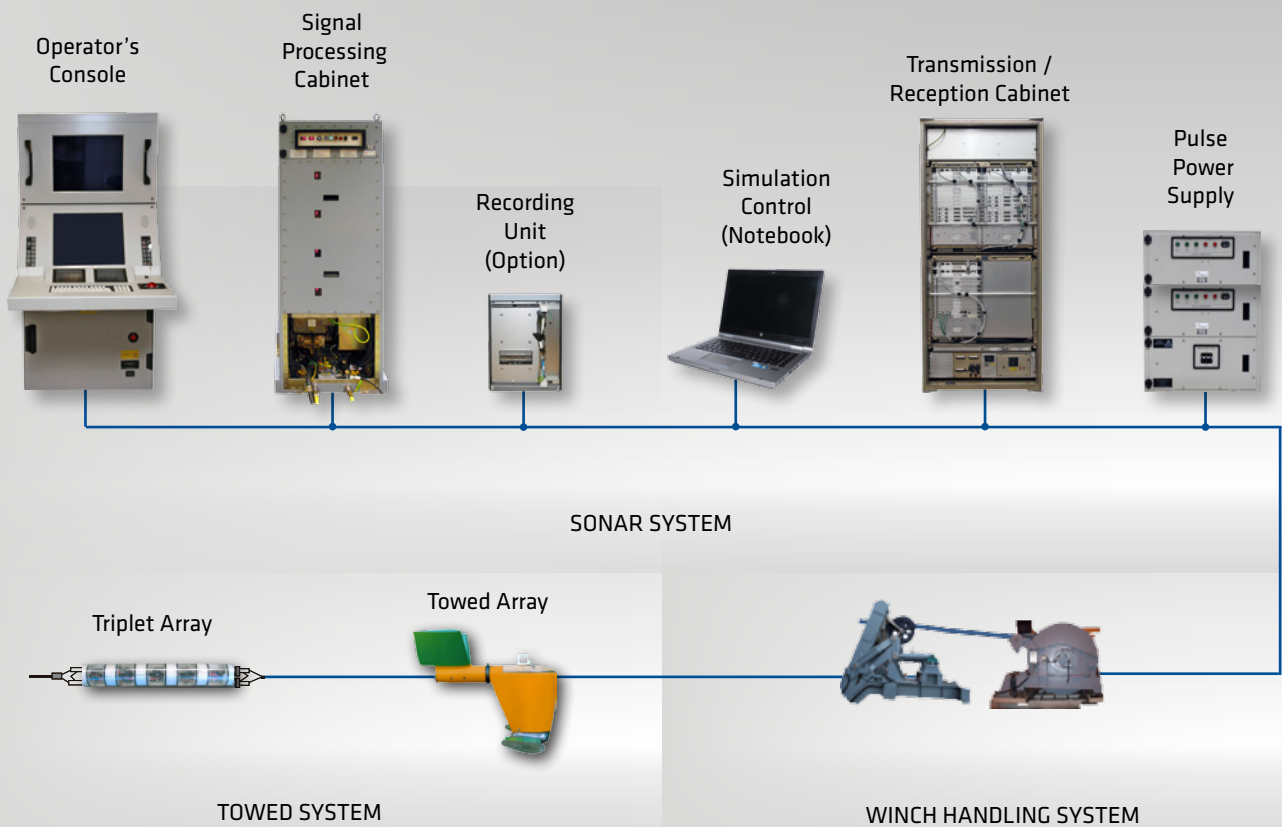 Operator's
Console
Signal
Processing
Cabinet
Recording
Unit
(Option)
Simulation
Control
(Notebook)
Transmission /
Reception Cabinet
Pulse
Power
Supply
SONAR SYSTEM
Triplet Array
Towed Array
TOWED SYSTEM
WINCH HANDLING SYSTEM